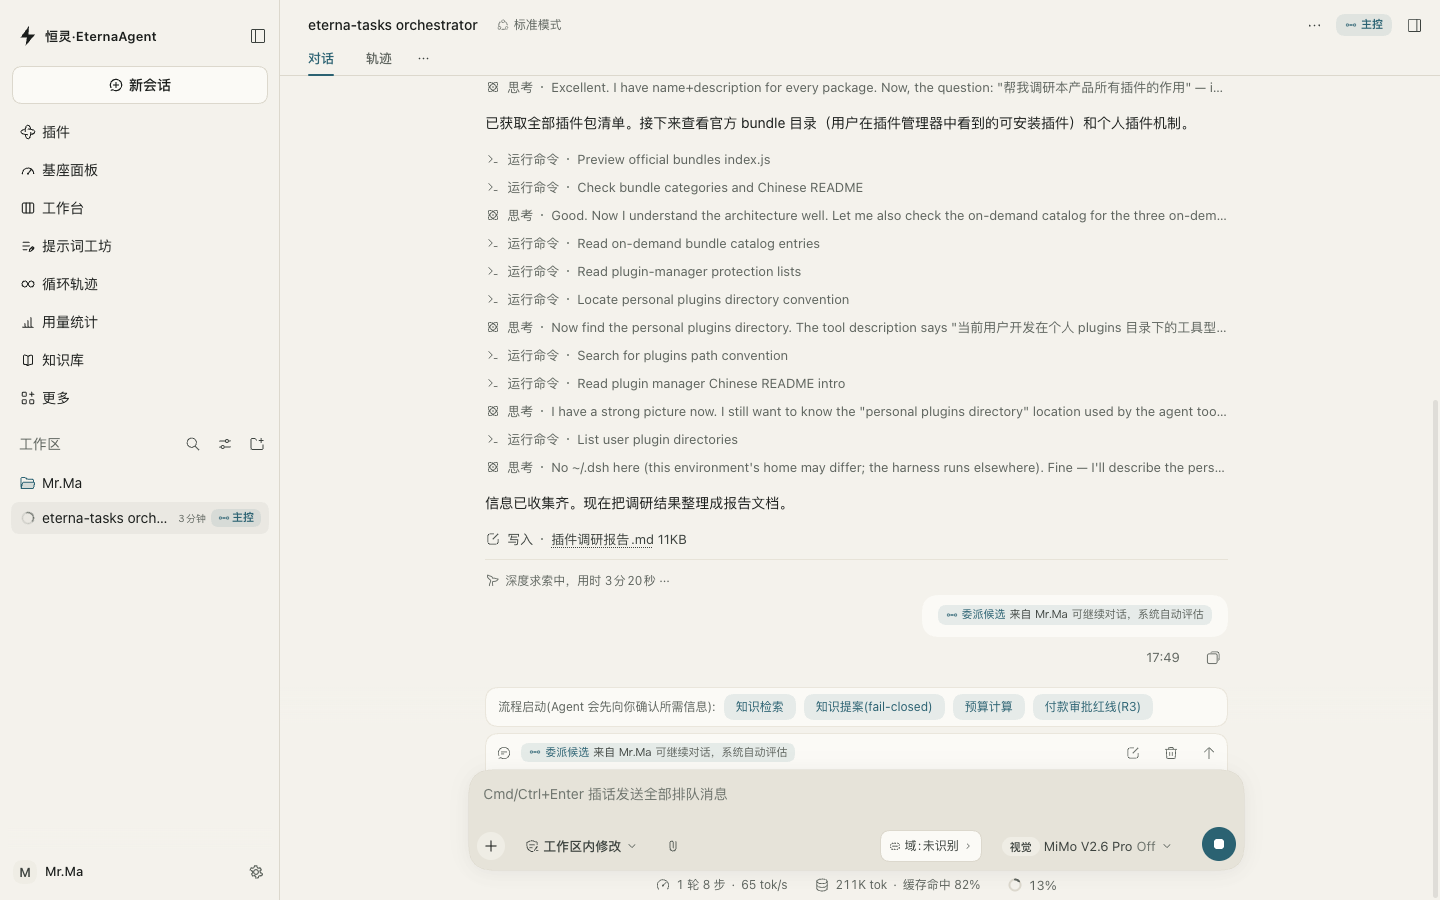 恒灵·EternaAgent
新会话
插件
基座面板
工作台
提示词工坊
循环轨迹
用量统计
知识库
更多
工作区
Mr.Ma
eterna-tasks orch... 3分钟 主控
M Mr.Ma
eterna-tasks orchestrator 标准模式
··· 主控
对话 轨迹 ···
思考 · Excellent. I have name+description for every package. Now, the question: "帮我调研本产品所有插件的作用" — i...
已获取全部插件包清单。接下来查看官方 bundle 目录（用户在插件管理器中看到的可安装插件）和个人插件机制。
运行命令 · Preview official bundles index.js
运行命令 · Check bundle categories and Chinese README
思考 · Good. Now I understand the architecture well. Let me also check the on-demand catalog for the three on-dem...
运行命令 · Read on-demand bundle catalog entries
运行命令 · Read plugin-manager protection lists
运行命令 · Locate personal plugins directory convention
思考 · Now find the personal plugins directory. The tool description says "当前用户开发在个人 plugins 目录下的工具型...
运行命令 · Search for plugins path convention
运行命令 · Read plugin manager Chinese README intro
思考 · I have a strong picture now. I still want to know the "personal plugins directory" location used by the agent too...
运行命令 · List user plugin directories
思考 · No ~/.dsh here (this environment's home may differ; the harness runs elsewhere). Fine — I'll describe the pers...
信息已收集齐。现在把调研结果整理成报告文档。
写入 · 插件调研报告.md 11KB
深度求索中，用时 3分20秒 ···
委派候选 来自 Mr.Ma 可继续对话，系统自动评估
17:49
流程启动(Agent 会先向你确认所需信息): 知识检索 知识提案(fail-closed) 预算计算 付款审批红线(R3)
委派候选 来自 Mr.Ma 可继续对话，系统自动评估
Cmd/Ctrl+Enter 插话发送全部排队消息
工作区内修改 域:未识别 › 视觉 MiMo V2.6 Pro Off
1 轮 8 步 · 65 tok/s 211K tok · 缓存命中 82% 13%